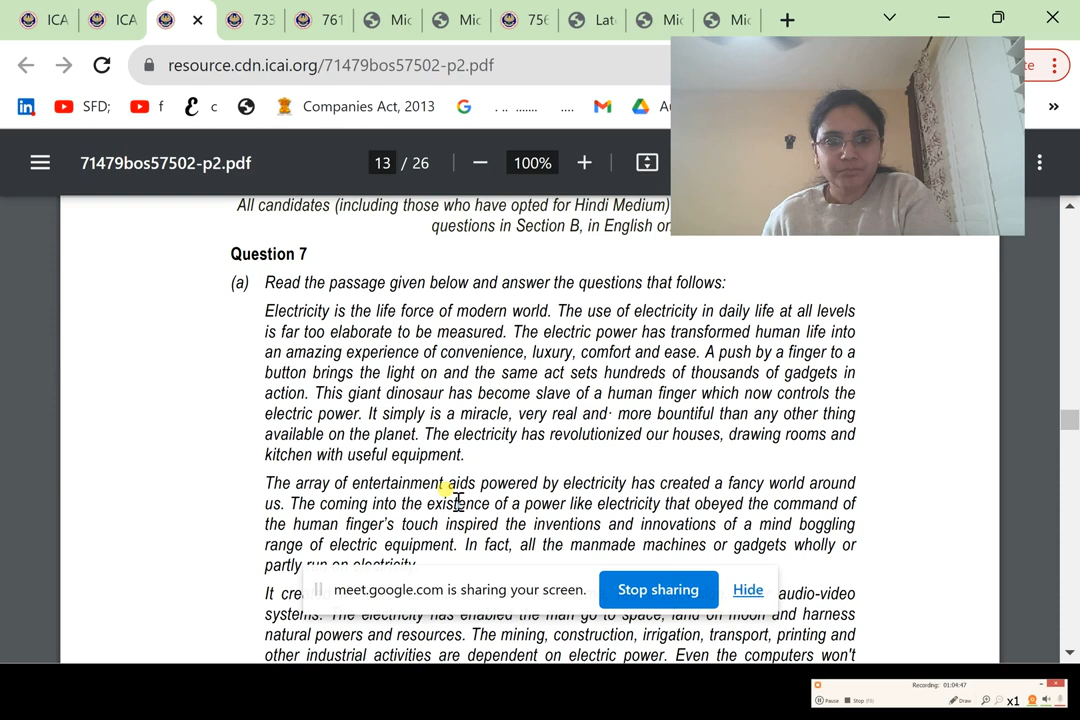 ICA ICA 733 761 Mic Mic 756 Lat Mic Mic
resource.cdn.icai.org/71479bos57502-p2.pdf
SFD; f c Companies Act, 2013 . .. ....... .... »
71479bos57502-p2.pdf 13 / 26 100%
All candidates (including those who have opted for Hindi Medium)
questions in Section B, in English or
Question 7
(a) Read the passage given below and answer the questions that follows:
Electricity is the life force of modern world. The use of electricity in daily life at all levels
is far too elaborate to be measured. The electric power has transformed human life into
an amazing experience of convenience, luxury, comfort and ease. A push by a finger to a
button brings the light on and the same act sets hundreds of thousands of gadgets in
action. This giant dinosaur has become slave of a human finger which now controls the
electric power. It simply is a miracle, very real and· more bountiful than any other thing
available on the planet. The electricity has revolutionized our houses, drawing rooms and
kitchen with useful equipment.
The array of entertainment aids powered by electricity has created a fancy world around
us. The coming into the existence of a power like electricity that obeyed the command of
the human finger's touch inspired the inventions and innovations of a mind boggling
range of electric equipment. In fact, all the manmade machines or gadgets wholly or
partly run on electricity.
meet.google.com is sharing your screen. Stop sharing Hide
It cre audio-video
systems. The electricity has enabled the man go to space, land on moon and harness
natural powers and resources. The mining, construction, irrigation, transport, printing and
other industrial activities are dependent on electric power. Even the computers won't
Recording: 01:04:47
Pause Stop (F8) Draw x1